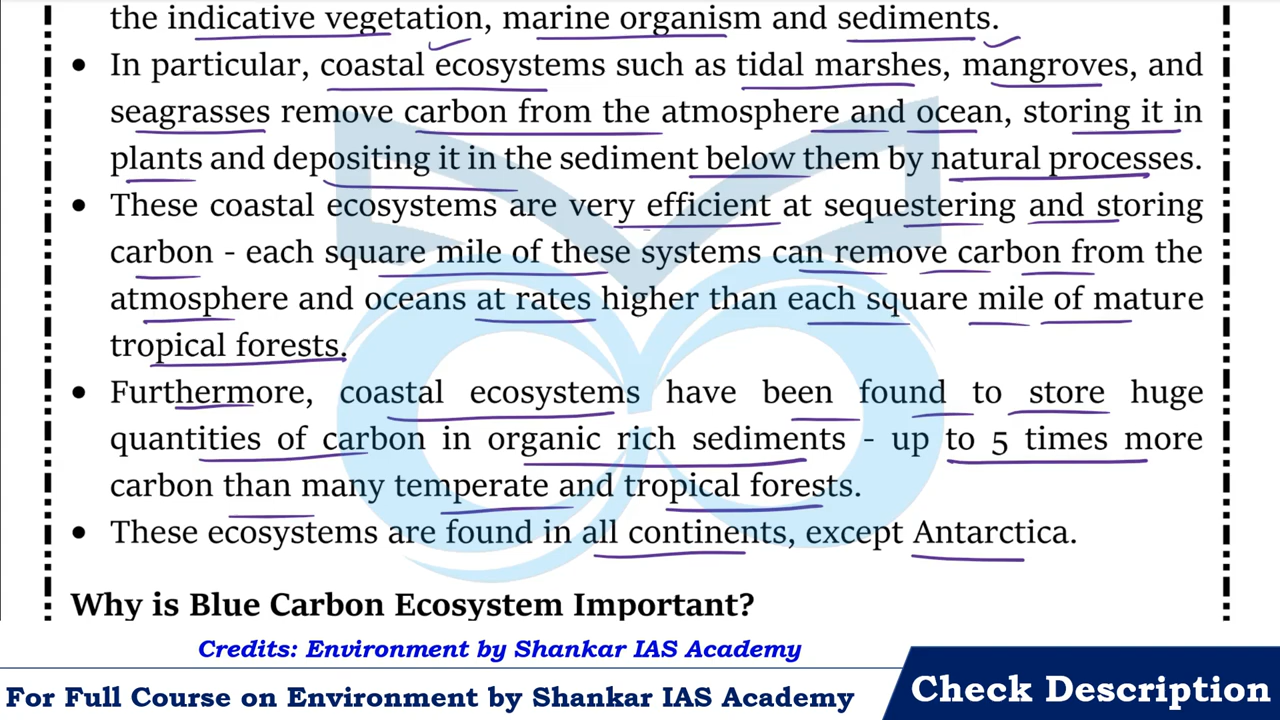 the indicative vegetation, marine organism and sediments.
• In particular, coastal ecosystems such as tidal marshes, mangroves, and
seagrasses remove carbon from the atmosphere and ocean, storing it in
plants and depositing it in the sediment below them by natural processes.
• These coastal ecosystems are very efficient at sequestering and storing
carbon - each square mile of these systems can remove carbon from the
atmosphere and oceans at rates higher than each square mile of mature
tropical forests.
• Furthermore, coastal ecosystems have been found to store huge
quantities of carbon in organic rich sediments - up to 5 times more
carbon than many temperate and tropical forests.
• These ecosystems are found in all continents, except Antarctica.
Why is Blue Carbon Ecosystem Important?
Credits: Environment by Shankar IAS Academy
For Full Course on Environment by Shankar IAS Academy
Check Description